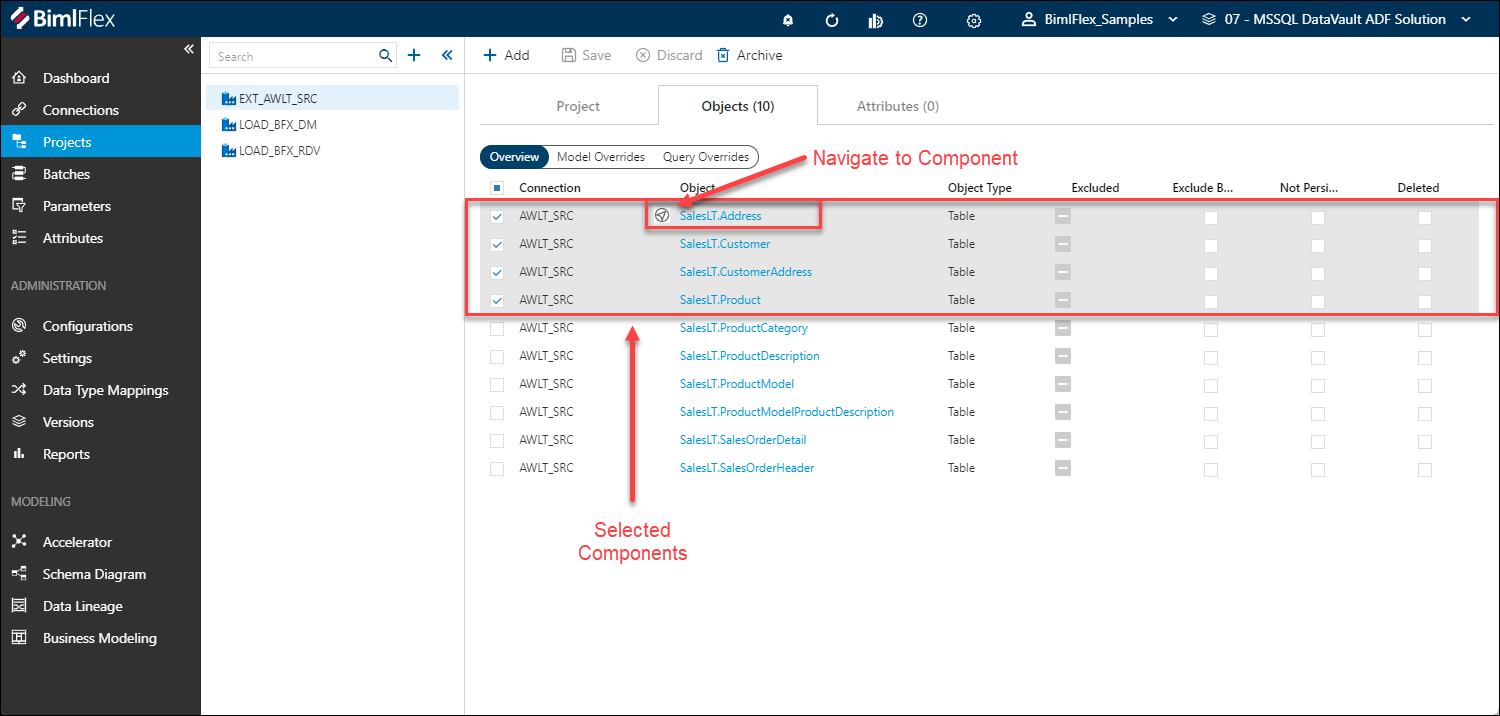 BimlFlex
BimlFlex_Samples
07 - MSSQL DataVault ADF Solution
Dashboard
Connections
Projects
Batches
Parameters
Attributes
ADMINISTRATION
Configurations
Settings
Data Type Mappings
Versions
Reports
MODELING
Accelerator
Schema Diagram
Data Lineage
Business Modeling
Search
EXT_AWLT_SRC
LOAD_BFX_DM
LOAD_BFX_RDV
Add Save Discard Archive
Project Objects (10) Attributes (0)
Overview Model Overrides Query Overrides
Navigate to Component
Connection Object Object Type Excluded Exclude B... Not Persi... Deleted
AWLT_SRC SalesLT.Address Table
AWLT_SRC SalesLT.Customer Table
AWLT_SRC SalesLT.CustomerAddress Table
AWLT_SRC SalesLT.Product Table
AWLT_SRC SalesLT.ProductCategory Table
AWLT_SRC SalesLT.ProductDescription Table
AWLT_SRC SalesLT.ProductModel Table
AWLT_SRC SalesLT.ProductModelProductDescription Table
AWLT_SRC SalesLT.SalesOrderDetail Table
AWLT_SRC SalesLT.SalesOrderHeader Table
Selected
Components